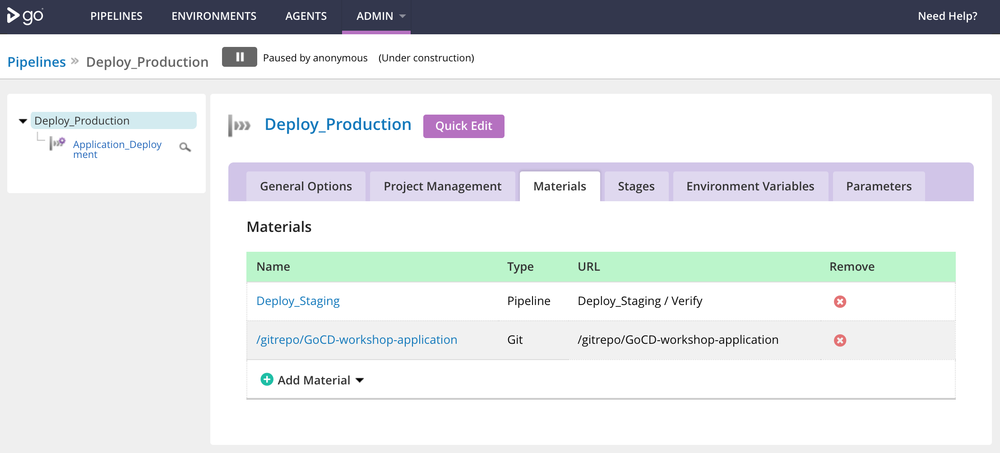 go PIPELINES ENVIRONMENTS AGENTS ADMIN Need Help?
Pipelines » Deploy_Production Paused by anonymous (Under construction)
Deploy_Production
Application_Deploy
ment
Deploy_Production Quick Edit
General Options Project Management Materials Stages Environment Variables Parameters
Materials
Name Type URL Remove
Deploy_Staging Pipeline Deploy_Staging / Verify
/gitrepo/GoCD-workshop-application Git /gitrepo/GoCD-workshop-application
Add Material